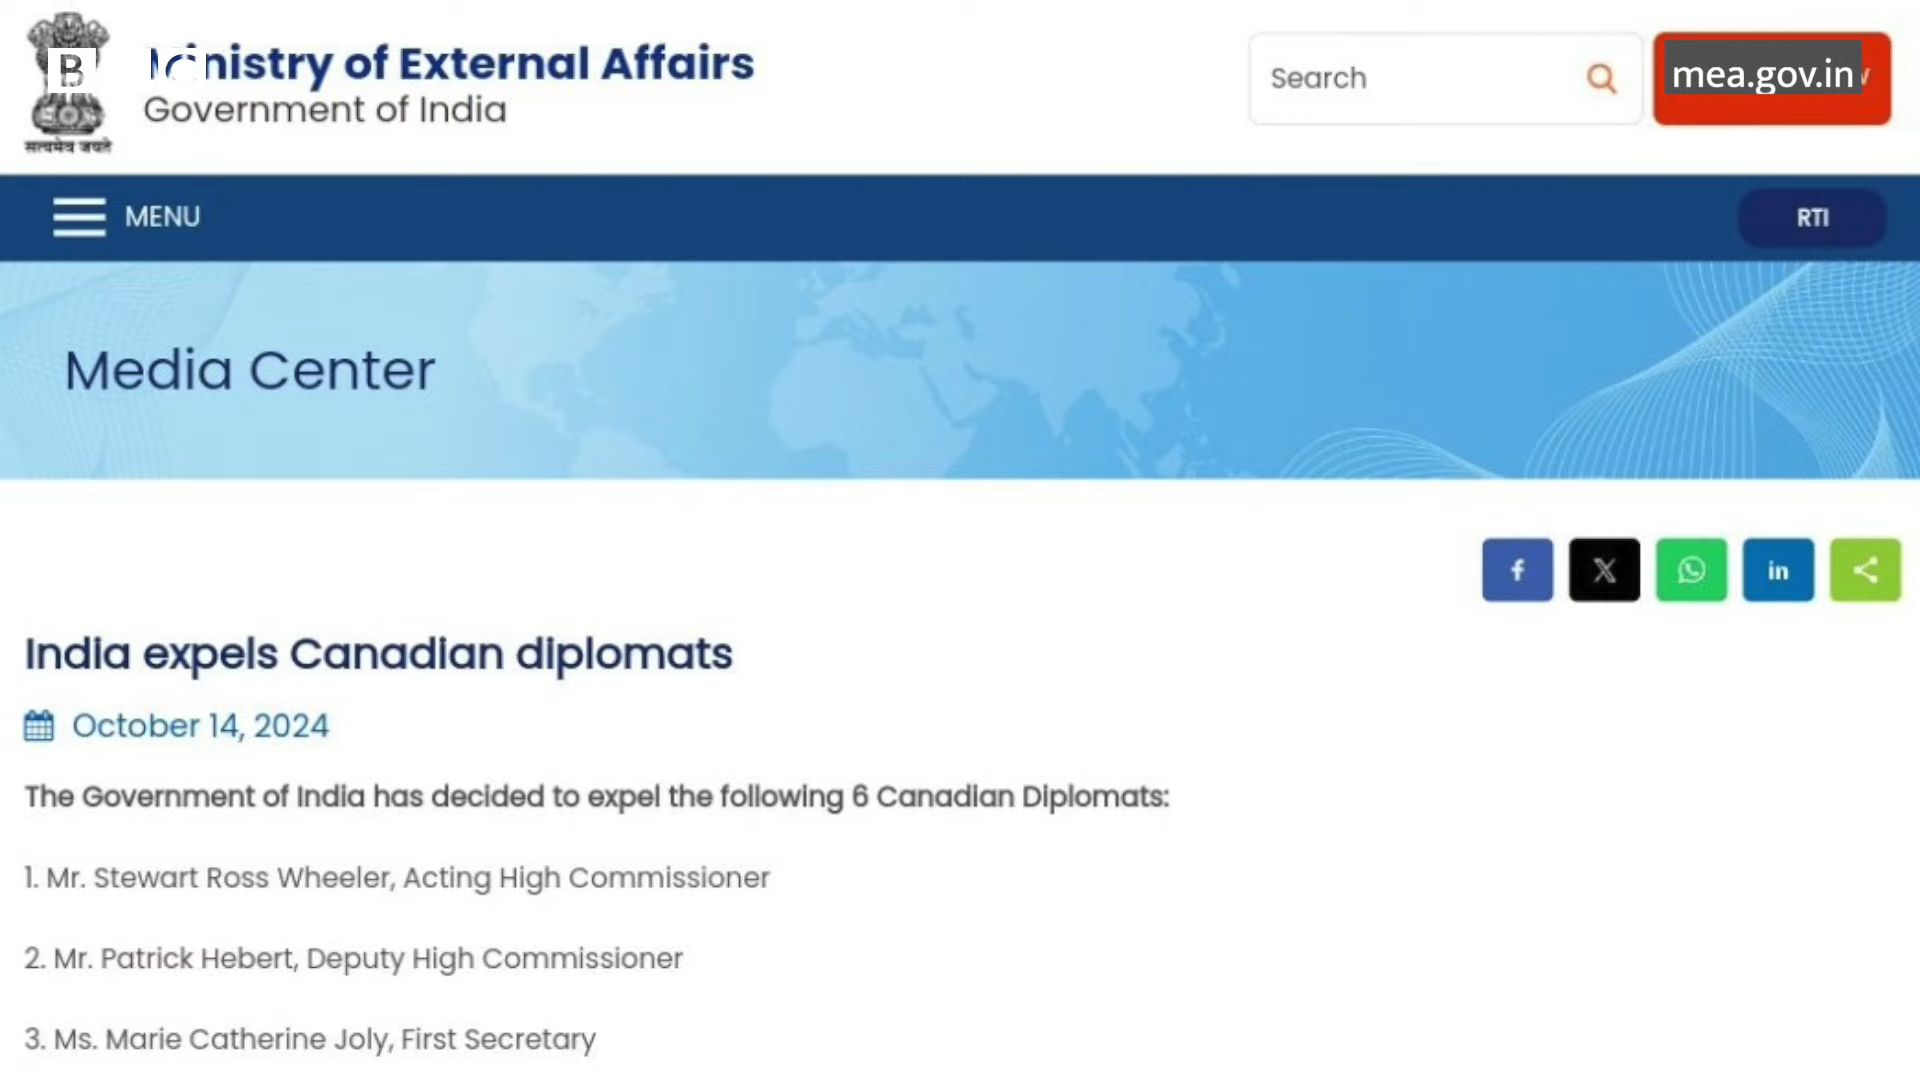 Ministry of External Affairs
Government of India
सत्यमेव जयते
Search
mea.gov.in
MENU
RTI
Media Center
India expels Canadian diplomats
October 14, 2024
The Government of India has decided to expel the following 6 Canadian Diplomats:
1. Mr. Stewart Ross Wheeler, Acting High Commissioner
2. Mr. Patrick Hebert, Deputy High Commissioner
3. Ms. Marie Catherine Joly, First Secretary